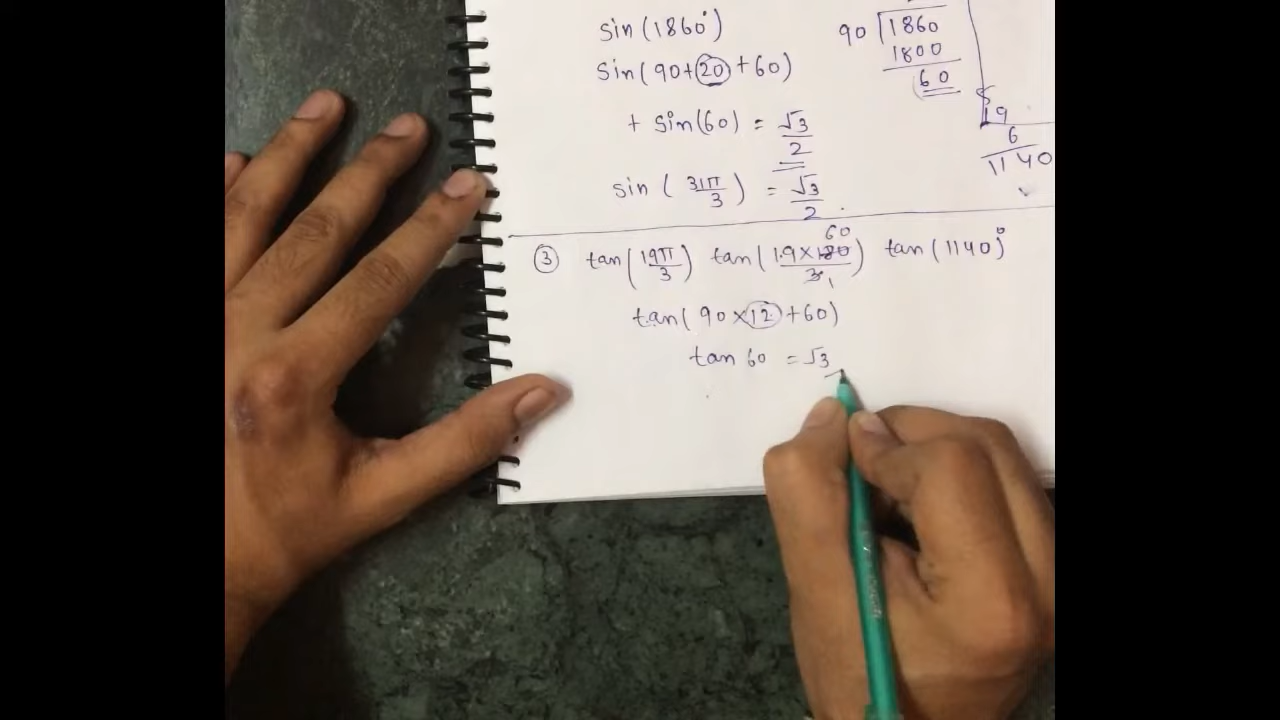 sin(1860°)
sin(90+20+60)
+ sin(60) = √3/2
sin(31π/3) = √3/2.
90 1860
1800
60
19
6
1140
③ tan(19π/3) tan(19×180/3) tan(1140)°
60
1
tan(90×12+60)
tan 60 = √3